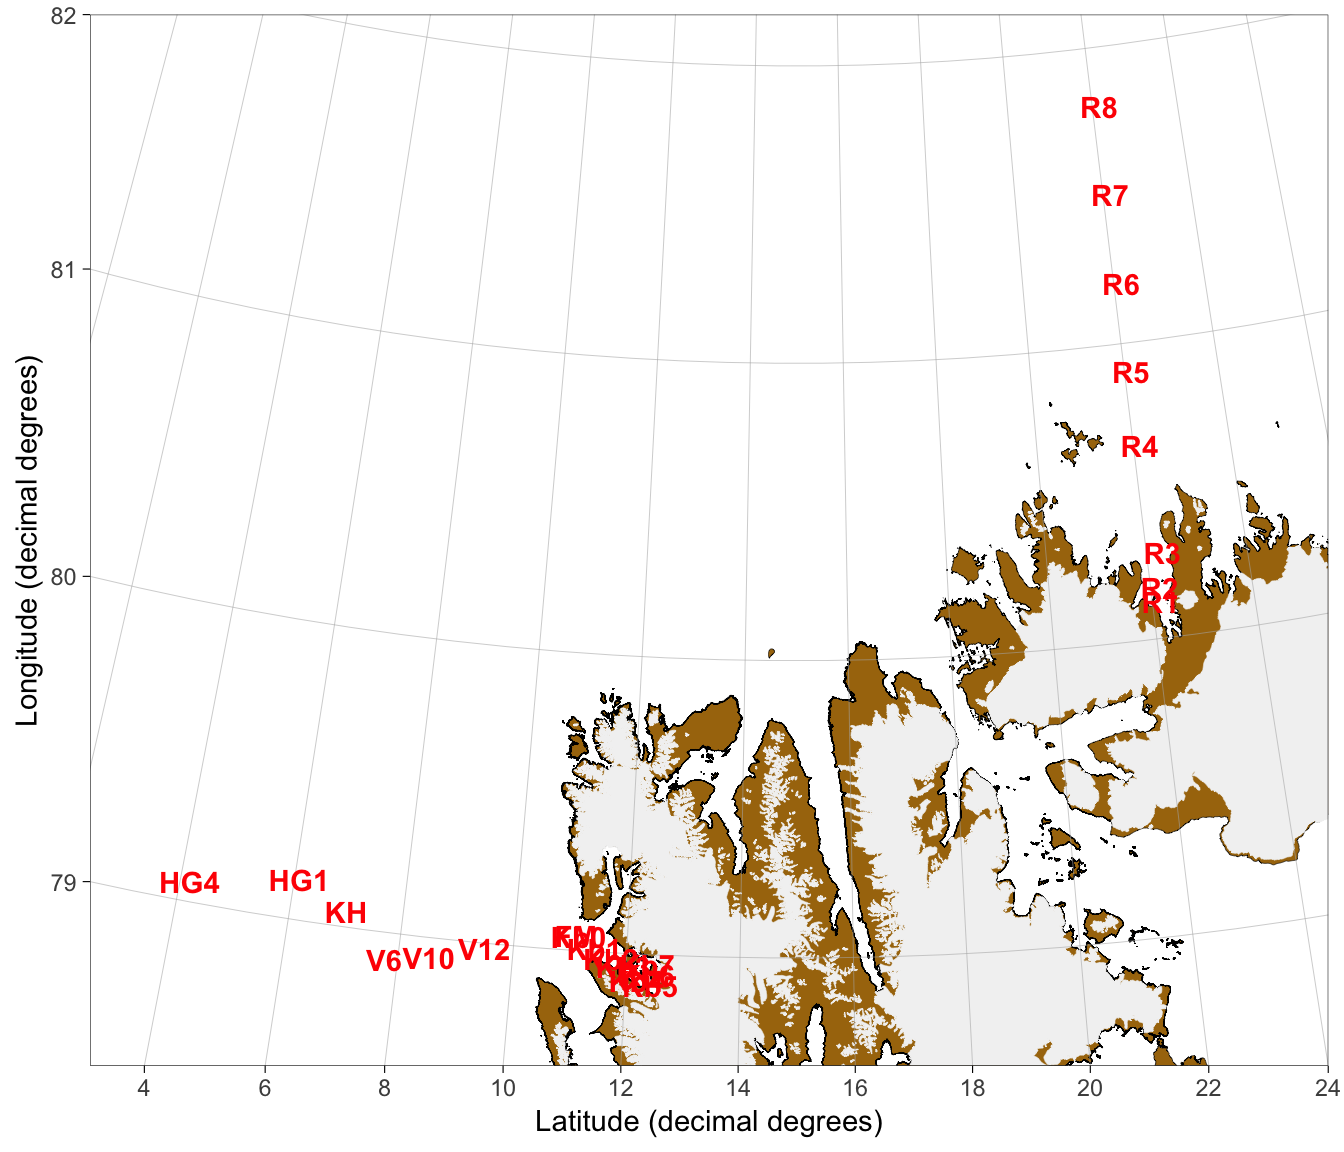 82
81
80
79
Longitude (decimal degrees)
R8
R7
R6
R5
R4
R3
R2
R1
HG4
HG1
KH
V6
V10
V12
4
6
8
10
12
14
16
18
20
22
24
Latitude (decimal degrees)